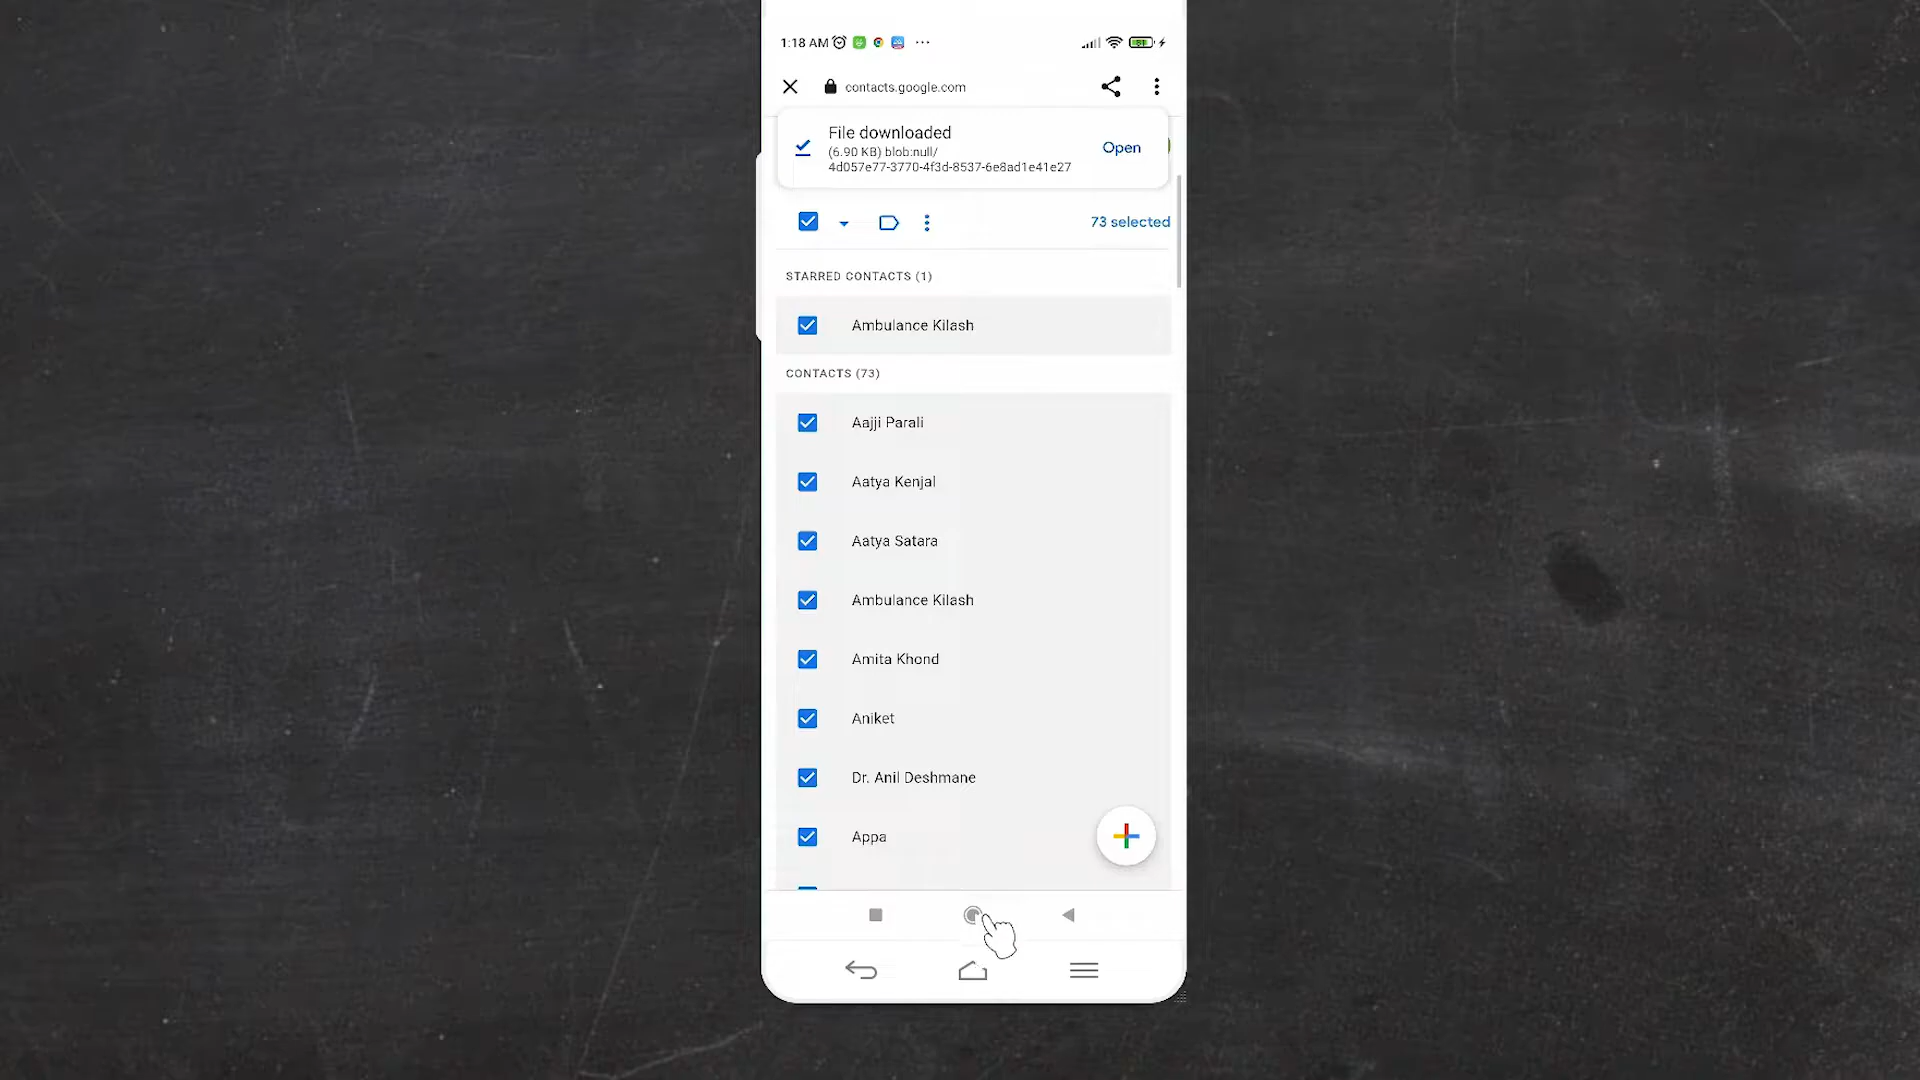 1:18 AM
contacts.google.com
File downloaded
(6.90 KB) blob:null/
4d057e77-3770-4f3d-8537-6e8ad1e41e27
Open
73 selected
STARRED CONTACTS (1)
Ambulance Kilash
CONTACTS (73)
Aajji Parali
Aatya Kenjal
Aatya Satara
Ambulance Kilash
Amita Khond
Aniket
Dr. Anil Deshmane
Appa